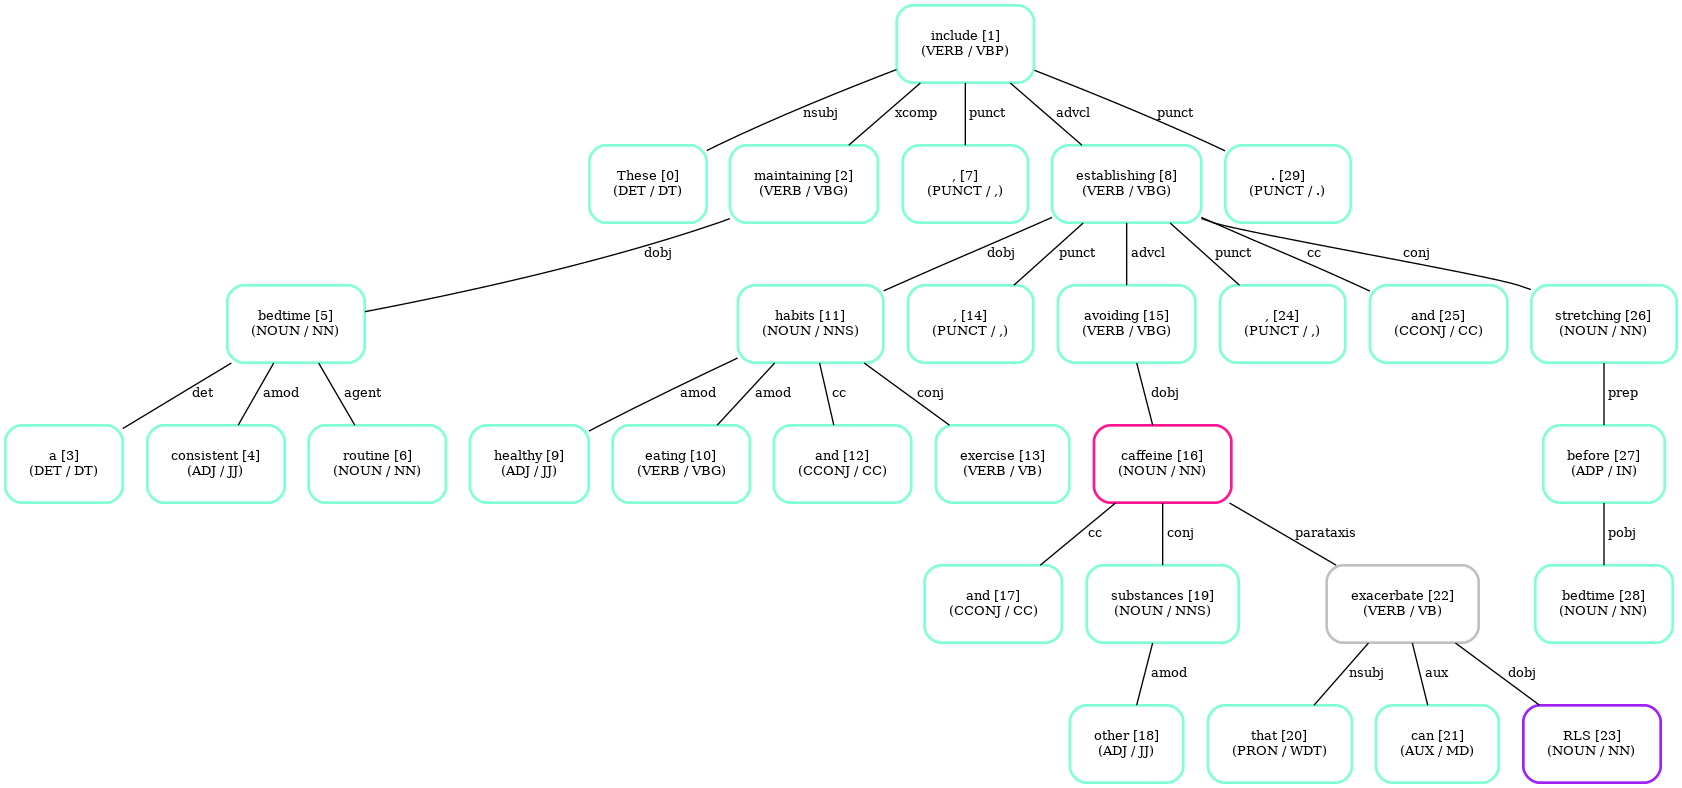 include [1]
(VERB / VBP)
nsubj
xcomp
punct
advcl
punct
These [0]
(DET / DT)
maintaining [2]
(VERB / VBG)
, [7]
(PUNCT / ,)
establishing [8]
(VERB / VBG)
. [29]
(PUNCT / .)
dobj
dobj
punct
advcl
punct
cc
conj
bedtime [5]
(NOUN / NN)
habits [11]
(NOUN / NNS)
, [14]
(PUNCT / ,)
avoiding [15]
(VERB / VBG)
, [24]
(PUNCT / ,)
and [25]
(CCONJ / CC)
stretching [26]
(NOUN / NN)
det
amod
agent
amod
amod
cc
conj
dobj
prep
a [3]
(DET / DT)
consistent [4]
(ADJ / JJ)
routine [6]
(NOUN / NN)
healthy [9]
(ADJ / JJ)
eating [10]
(VERB / VBG)
and [12]
(CCONJ / CC)
exercise [13]
(VERB / VB)
caffeine [16]
(NOUN / NN)
before [27]
(ADP / IN)
cc
conj
parataxis
pobj
and [17]
(CCONJ / CC)
substances [19]
(NOUN / NNS)
exacerbate [22]
(VERB / VB)
bedtime [28]
(NOUN / NN)
amod
nsubj
aux
dobj
other [18]
(ADJ / JJ)
that [20]
(PRON / WDT)
can [21]
(AUX / MD)
RLS [23]
(NOUN / NN)